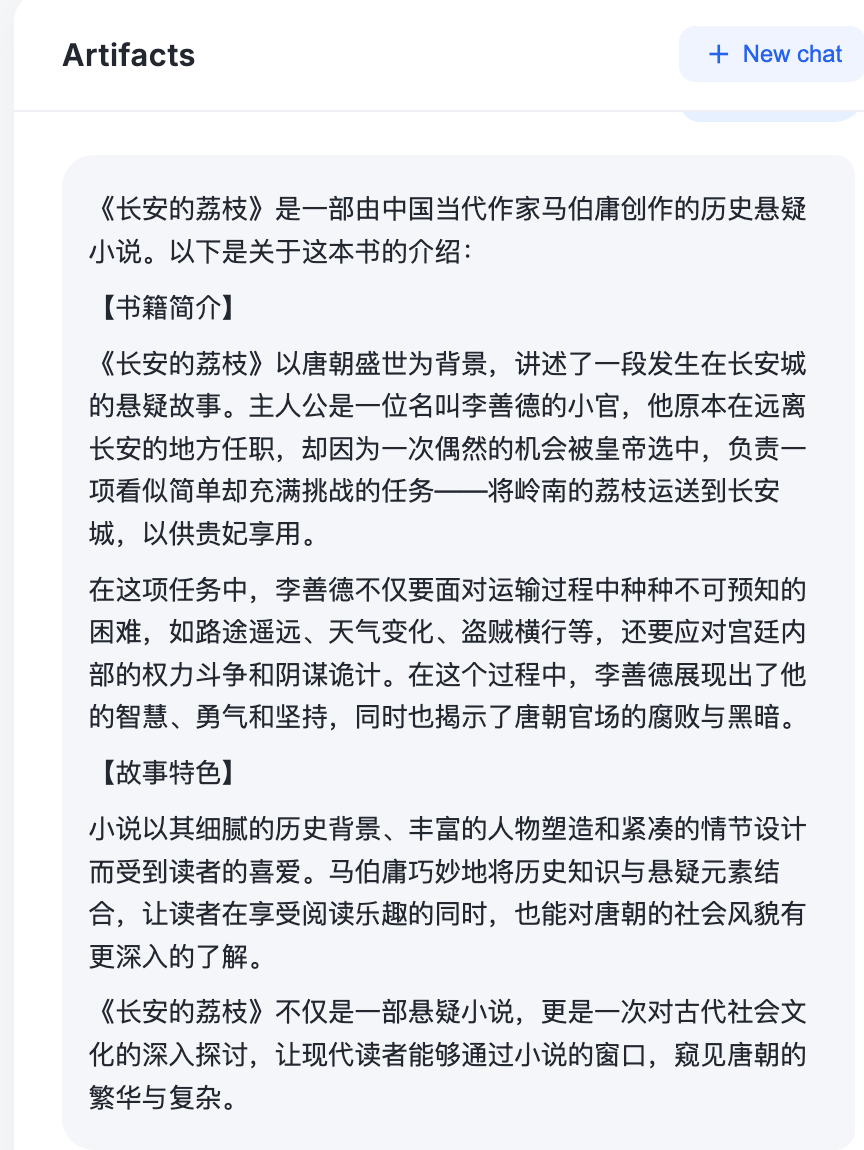 Artifacts
+ New chat
《长安的荔枝》是一部由中国当代作家马伯庸创作的历史悬疑
小说。以下是关于这本书的介绍：
【书籍简介】
《长安的荔枝》以唐朝盛世为背景，讲述了一段发生在长安城
的悬疑故事。主人公是一位名叫李善德的小官，他原本在远离
长安的地方任职，却因为一次偶然的机会被皇帝选中，负责一
项看似简单却充满挑战的任务——将岭南的荔枝运送到长安
城，以供贵妃享用。
在这项任务中，李善德不仅要面对运输过程中种种不可预知的
困难，如路途遥远、天气变化、盗贼横行等，还要应对宫廷内
部的权力斗争和阴谋诡计。在这个过程中，李善德展现出了他
的智慧、勇气和坚持，同时也揭示了唐朝官场的腐败与黑暗。
【故事特色】
小说以其细腻的历史背景、丰富的人物塑造和紧凑的情节设计
而受到读者的喜爱。马伯庸巧妙地将历史知识与悬疑元素结
合，让读者在享受阅读乐趣的同时，也能对唐朝的社会风貌有
更深入的了解。
《长安的荔枝》不仅是一部悬疑小说，更是一次对古代社会文
化的深入探讨，让现代读者能够通过小说的窗口，窥见唐朝的
繁华与复杂。